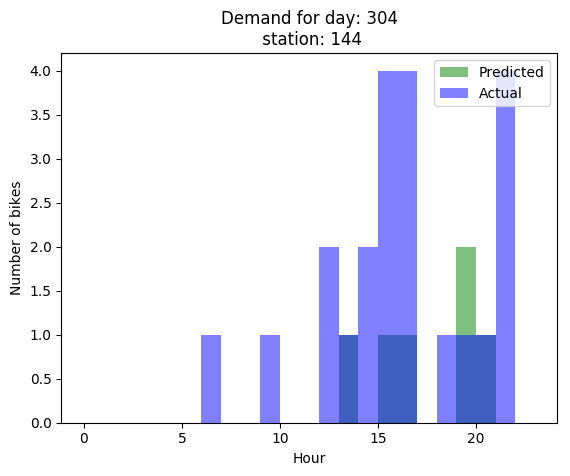 Demand for day: 304
station: 144
Predicted
Actual
Number of bikes
4.0
3.5
3.0
2.5
2.0
1.5
1.0
0.5
0.0
0 5 10 15 20
Hour